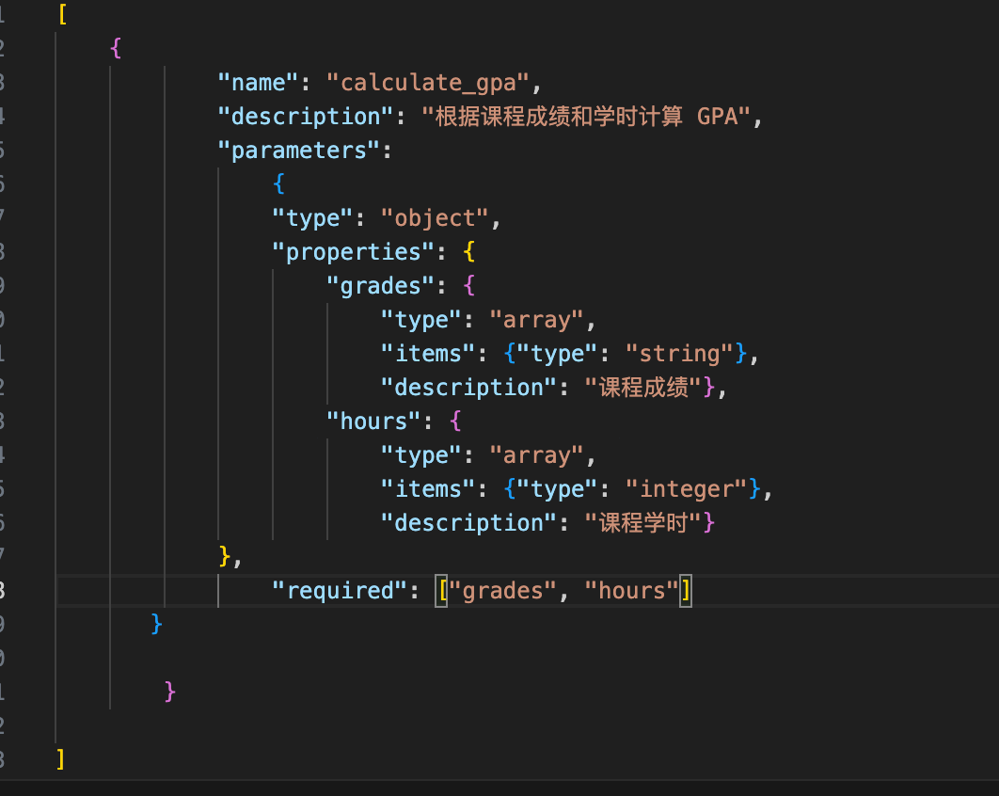 [
{
"name": "calculate_gpa",
"description": "根据课程成绩和学时计算 GPA",
"parameters":
{
"type": "object",
"properties": {
"grades": {
"type": "array",
"items": {"type": "string"},
"description": "课程成绩"},
"hours": {
"type": "array",
"items": {"type": "integer"},
"description": "课程学时"}
},
"required": ["grades", "hours"]
}
}
]